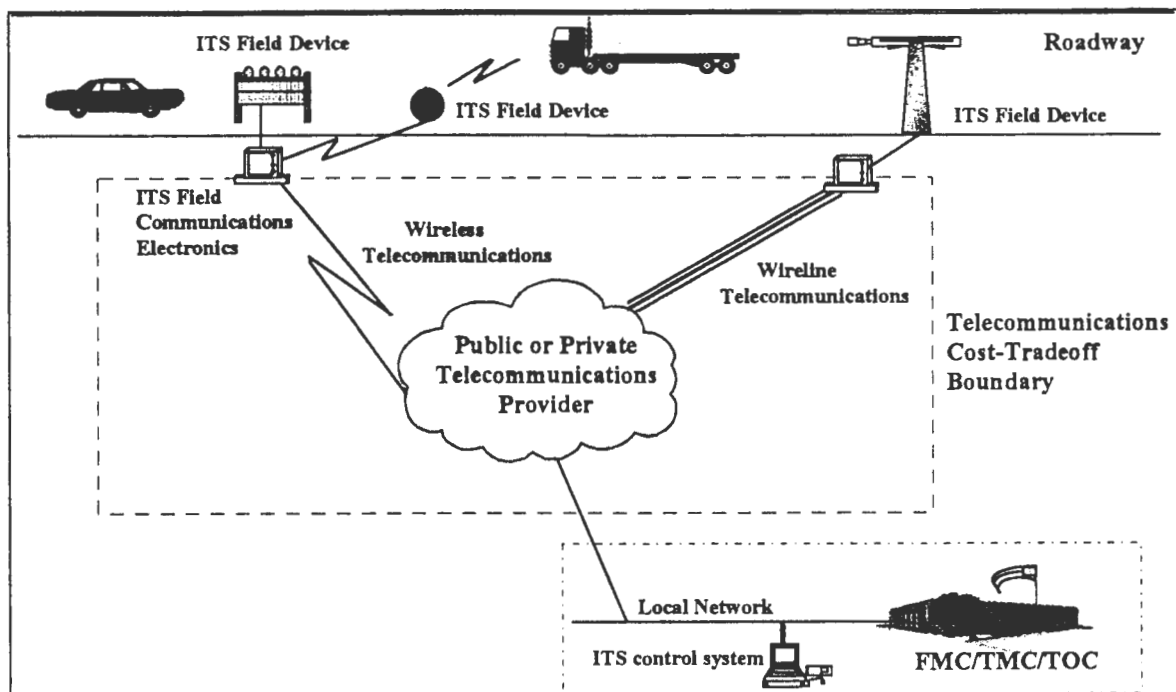 ITS Field Device
Roadway
ITS Field Device
ITS Field Device
ITS Field
Communications
Electronics
Wireless
Telecommunications
Wireline
Telecommunications
Public or Private
Telecommunications
Provider
Telecommunications
Cost-Tradeoff
Boundary
Local Network
ITS control system
FMC/TMC/TOC